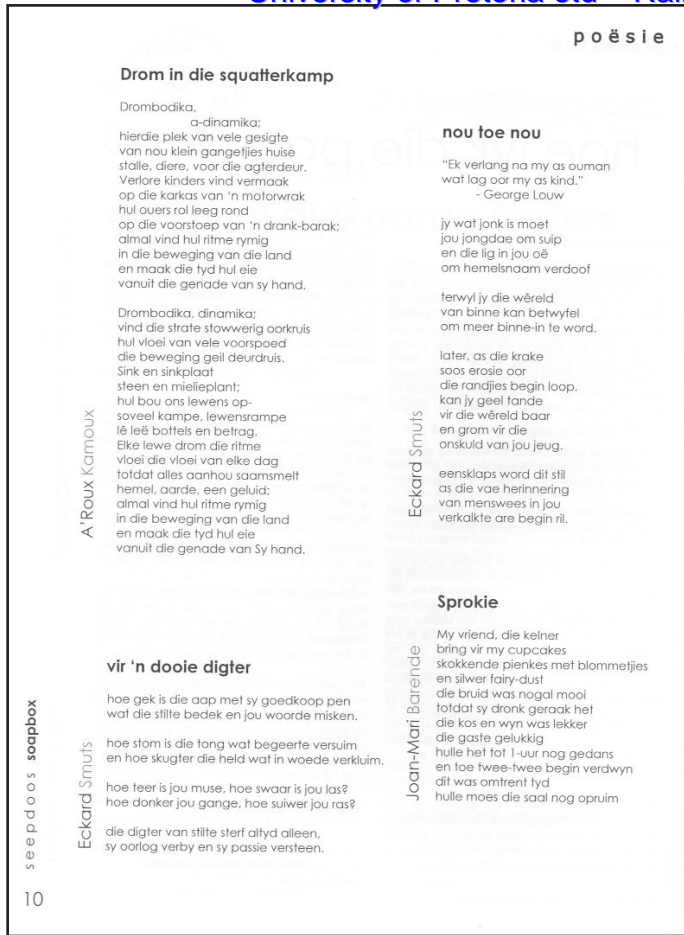 poësie
Drom in die squatterkamp
Drombodika,
a-dinamika;
hierdie plek van vele gesigte
van nou klein gangetjies huise
stalle, diere, voor die agterdeur.
Verlore kinders vind vermaak
op die karkas van 'n motorwrak
hul ouers rol leeg rond
op die voorstoep van 'n drank-barak;
almal vind hul ritme rymig
in die beweging van die land
en maak die tyd hul eie
vanuit die genade van sy hand.
Drombodika, dinamika;
vind die strate stowwerig oorkruis
hul vloei van vele voorspoed
die beweging geil deurdruis.
Sink en sinkplaat
steen en mielieplant;
hul bou ons lewens op-
soveel kampe, lewensrampe
lê leë bottels en betrag.
Elke lewe drom die ritme
vloei die vloei van elke dag
totdat alles aanhou saamsmelt
hemel, aarde, een geluid;
almal vind hul ritme rymig
in die beweging van die land
en maak die tyd hul eie
vanuit die genade van Sy hand.
A'Roux Kamoux
vir 'n dooie digter
hoe gek is die aap met sy goedkoop pen
wat die stilte bedek en jou woorde misken.
hoe stom is die tong wat begeerte versuim
en hoe skugter die held wat in woede verkluim.
hoe teer is jou muse, hoe swaar is jou las?
hoe donker jou gange, hoe suiwer jou ras?
die digter van stilte sterf altyd alleen,
sy oorlog verby en sy passie versteen.
Eckard Smuts
nou toe nou
"Ek verlang na my as ouman
wat lag oor my as kind."
- George Louw
jy wat jonk is moet
jou jongdae om suip
en die lig in jou oë
om hemelsnaam verdoof
terwyl jy die wêreld
van binne kan betwyfel
om meer binne-in te word.
later, as die krake
soos erosie oor
die randjies begin loop,
kan jy geel tande
vir die wêreld baar
en grom vir die
onskuld van jou jeug.
eensklaps word dit stil
as die vae herinnering
van menswees in jou
verkalkte are begin ril.
Eckard Smuts
Sprokie
My vriend, die kelner
bring vir my cupcakes
skokkende pienkes met blommetjies
en silwer fairy-dust
die bruid was nogal mooi
totdat sy dronk geraak het
die kos en wyn was lekker
die gaste gelukkig
hulle het tot 1-uur nog gedans
en toe twee-twee begin verdwyn
dit was omtrent tyd
hulle moes die saal nog opruim
Joan-Mari Barende
seepdoos soapbox
10